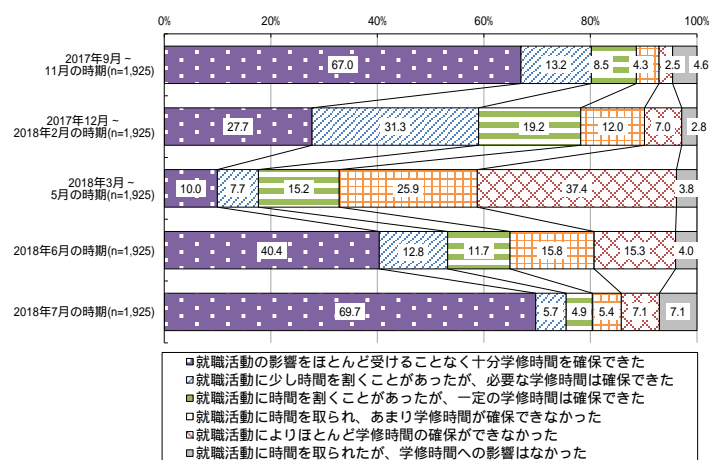 0% 20% 40% 60% 80% 100%
2017年9月~
11月の時期(n=1,925)
67.0 13.2 8.5 4.3 2.5 4.6
2017年12月~
2018年2月の時期(n=1,925)
27.7 31.3 19.2 12.0 7.0 2.8
2018年3月~
5月の時期(n=1,925)
10.0 7.7 15.2 25.9 37.4 3.8
2018年6月の時期(n=1,925)
40.4 12.8 11.7 15.8 15.3 4.0
2018年7月の時期(n=1,925)
69.7 5.7 4.9 5.4 7.1 7.1
就職活動の影響をほとんど受けることなく十分学修時間を確保できた
就職活動に少し時間を割くことがあったが、必要な学修時間は確保できた
就職活動に時間を割くことがあったが、一定の学修時間は確保できた
就職活動に時間を取られ、あまり学修時間が確保できなかった
就職活動によりほとんど学修時間の確保ができなかった
就職活動に時間を取られたが、学修時間への影響はなかった